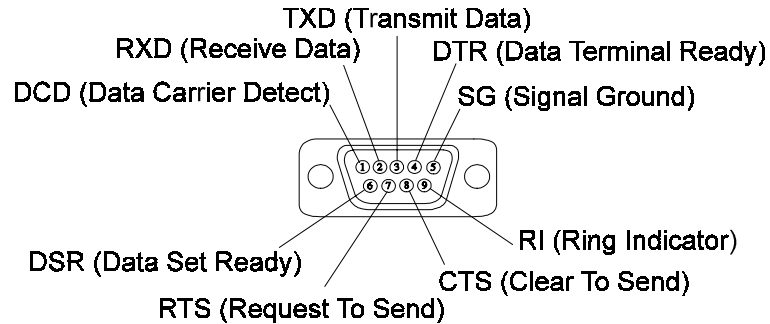 TXD (Transmit Data)
RXD (Receive Data)
DTR (Data Terminal Ready)
DCD (Data Carrier Detect)
SG (Signal Ground)
1 2 3 4 5
6 7 8 9
RI (Ring Indicator)
DSR (Data Set Ready)
CTS (Clear To Send)
RTS (Request To Send)